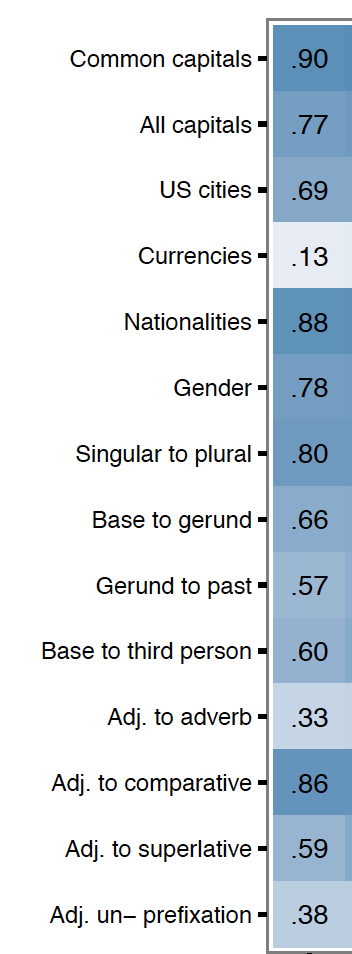 Common capitals .90
All capitals .77
US cities .69
Currencies .13
Nationalities .88
Gender .78
Singular to plural .80
Base to gerund .66
Gerund to past .57
Base to third person .60
Adj. to adverb .33
Adj. to comparative .86
Adj. to superlative .59
Adj. un− prefixation .38